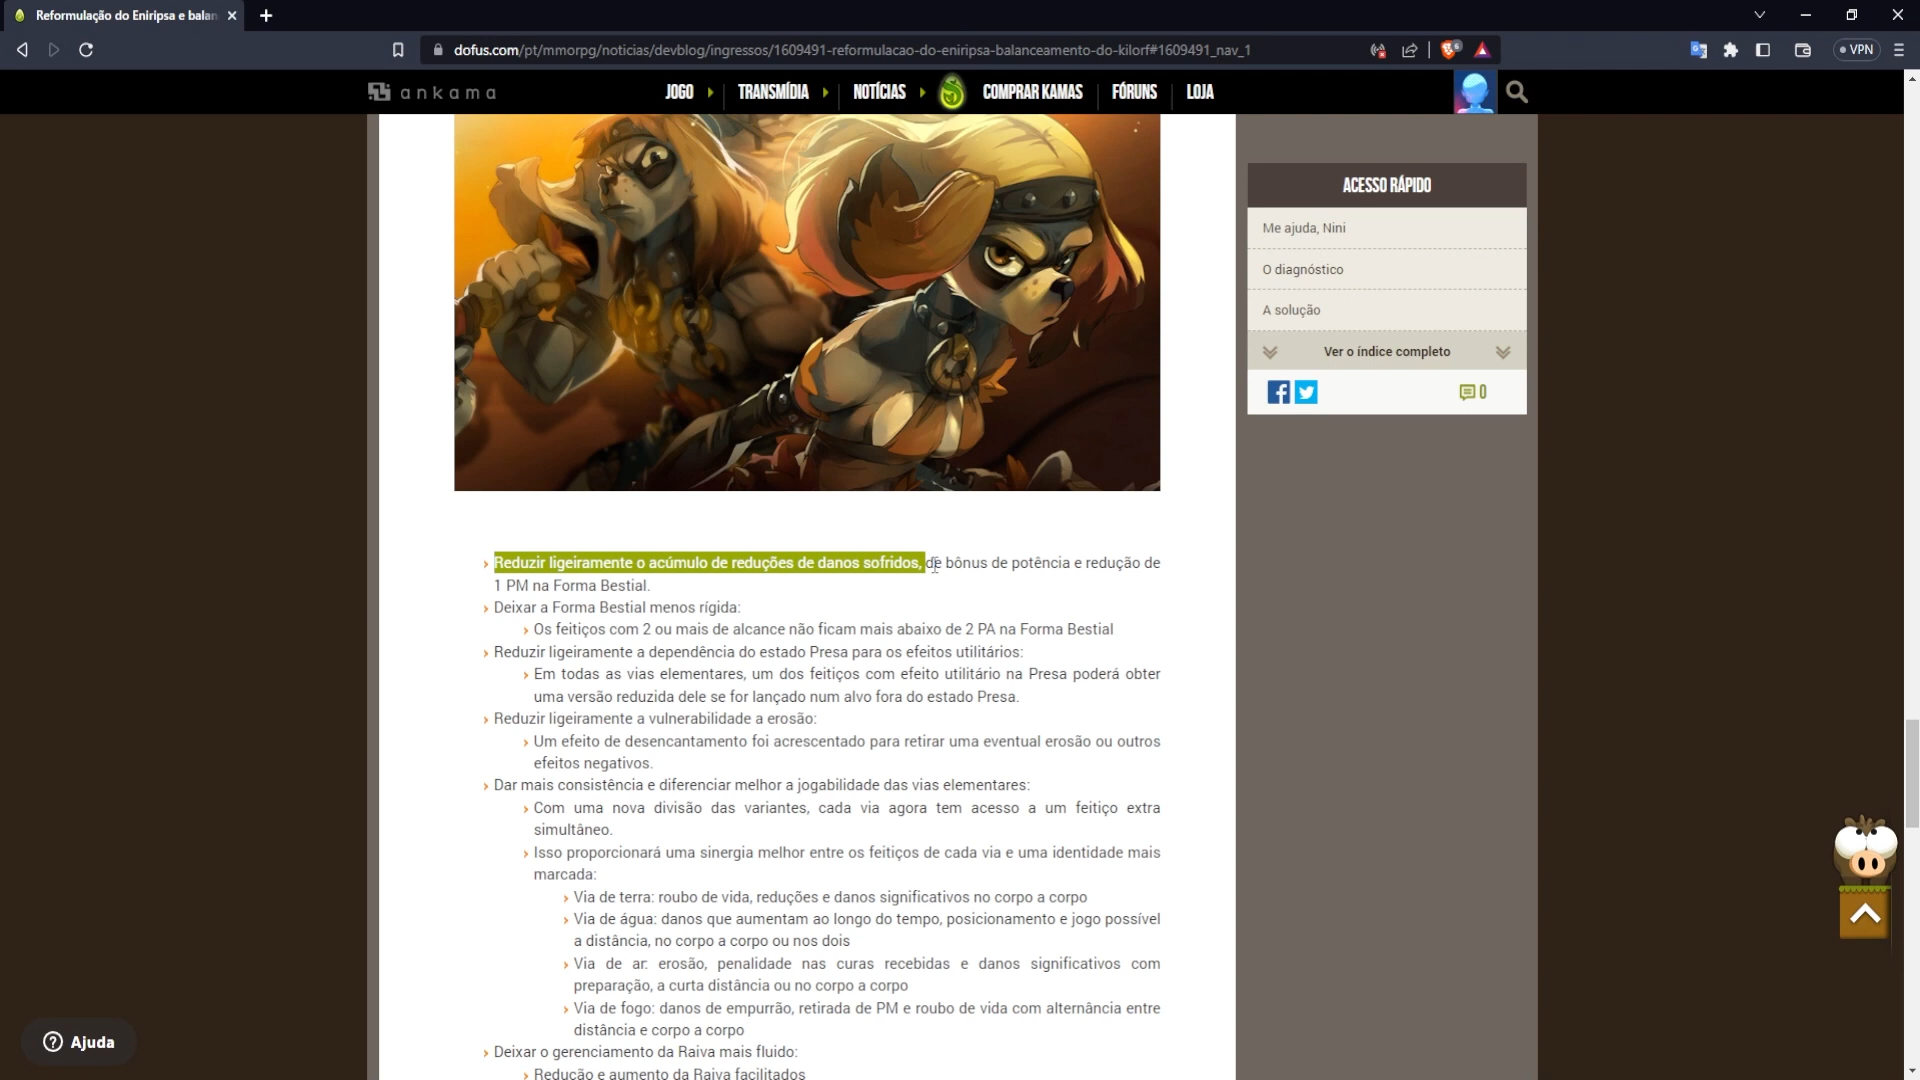 Reformulação do Eniripsa e balan
dofus.com/pt/mmorpg/noticias/devblog/ingressos/1609491-reformulacao-do-eniripsa-balanceamento-do-kilorf#1609491_nav_1
6
VPN
ankama
JOGO
TRANSMÍDIA
NOTÍCIAS
COMPRAR KAMAS
FÓRUNS
LOJA
ACESSO RÁPIDO
Me ajuda, Nini
O diagnóstico
A solução
Ver o índice completo
0
Reduzir ligeiramente o acúmulo de reduções de danos sofridos, de bônus de potência e redução de
1 PM na Forma Bestial.
Deixar a Forma Bestial menos rígida:
Os feitiços com 2 ou mais de alcance não ficam mais abaixo de 2 PA na Forma Bestial
Reduzir ligeiramente a dependência do estado Presa para os efeitos utilitários:
Em todas as vias elementares, um dos feitiços com efeito utilitário na Presa poderá obter
uma versão reduzida dele se for lançado num alvo fora do estado Presa.
Reduzir ligeiramente a vulnerabilidade a erosão:
Um efeito de desencantamento foi acrescentado para retirar uma eventual erosão ou outros
efeitos negativos.
Dar mais consistência e diferenciar melhor a jogabilidade das vias elementares:
Com uma nova divisão das variantes, cada via agora tem acesso a um feitiço extra
simultâneo.
Isso proporcionará uma sinergia melhor entre os feitiços de cada via e uma identidade mais
marcada:
Via de terra: roubo de vida, reduções e danos significativos no corpo a corpo
Via de água: danos que aumentam ao longo do tempo, posicionamento e jogo possível
a distância, no corpo a corpo ou nos dois
Via de ar: erosão, penalidade nas curas recebidas e danos significativos com
preparação, a curta distância ou no corpo a corpo
Via de fogo: danos de empurrão, retirada de PM e roubo de vida com alternância entre
distância e corpo a corpo
Deixar o gerenciamento da Raiva mais fluido:
Redução e aumento da Raiva facilitados
Ajuda